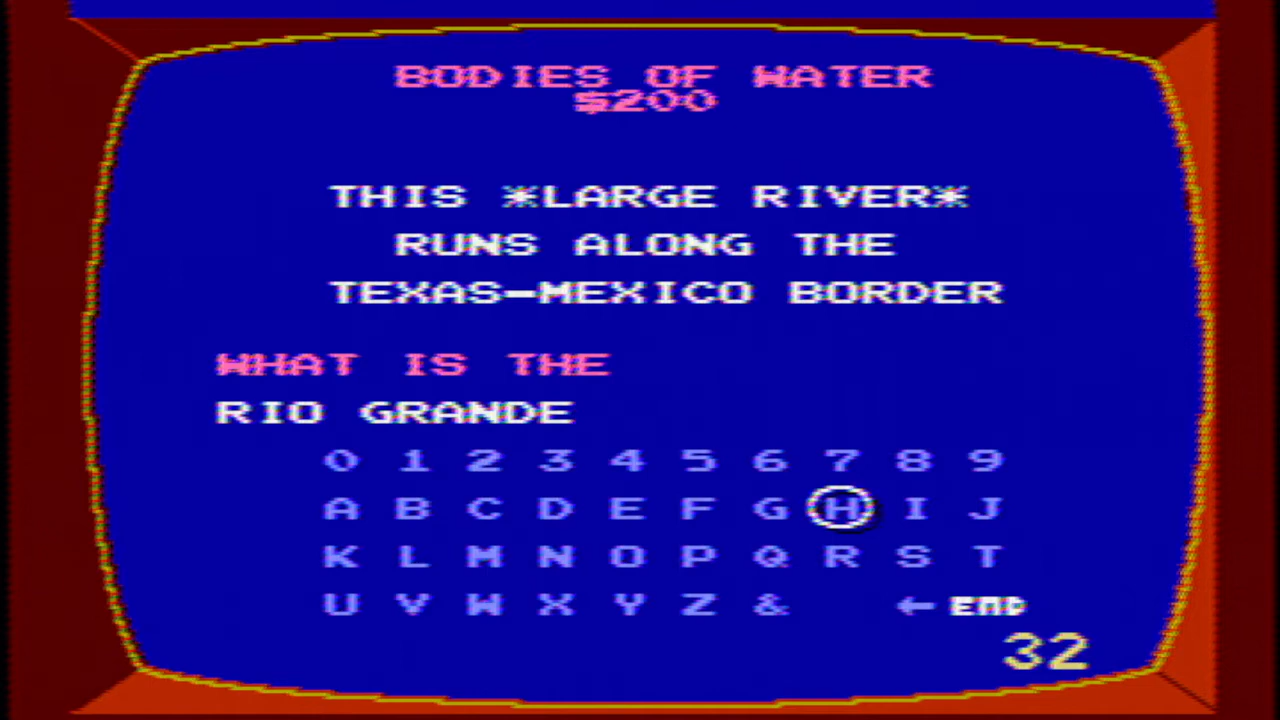 BODIES OF WATER
$200
THIS *LARGE RIVER*
RUNS ALONG THE
TEXAS-MEXICO BORDER
WHAT IS THE
RIO GRANDE
0 1 2 3 4 5 6 7 8 9
A B C D E F G H I J
K L M N O P Q R S T
U V W X Y Z & ← END
32